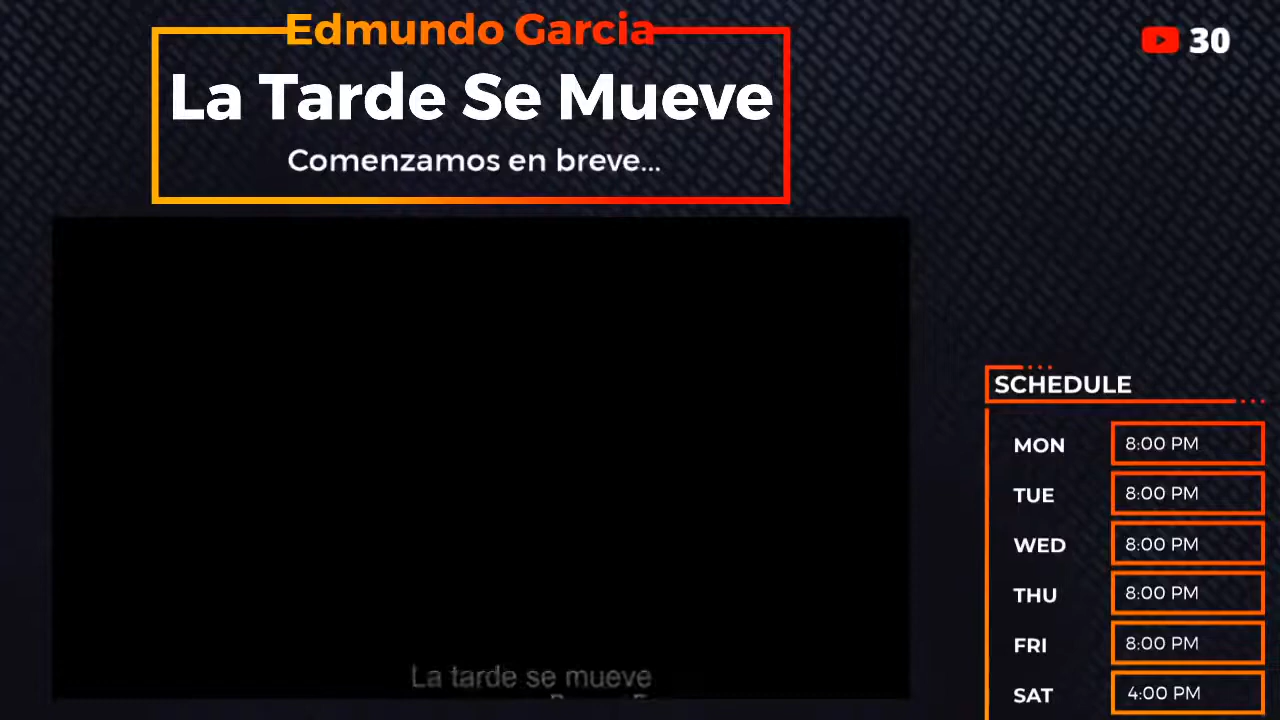 Edmundo Garcia
La Tarde Se Mueve
Comenzamos en breve...
30
La tarde se mueve
SCHEDULE
MON 8:00 PM
TUE 8:00 PM
WED 8:00 PM
THU 8:00 PM
FRI 8:00 PM
SAT 4:00 PM